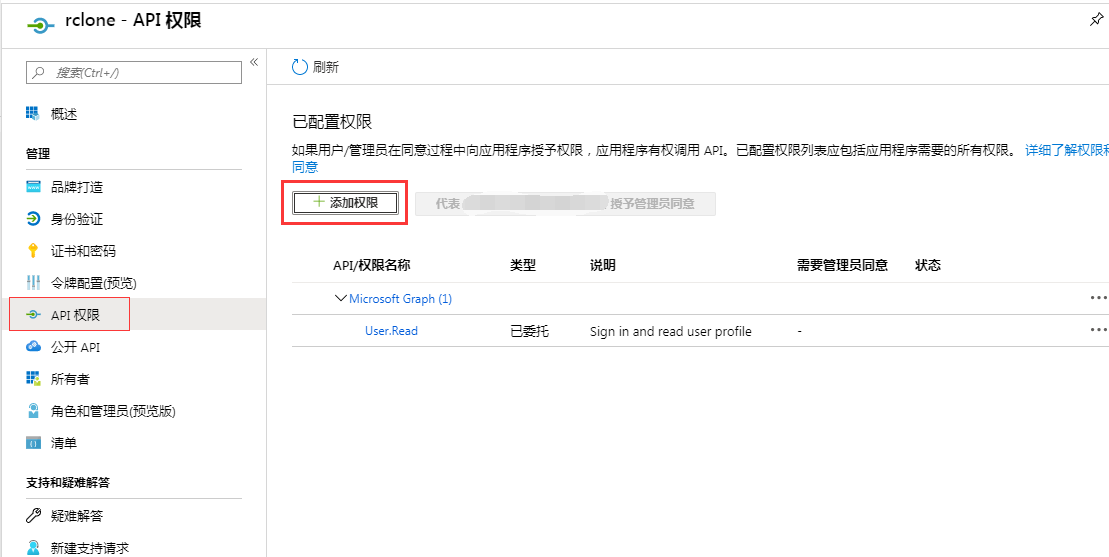 rclone - API 权限
搜索(Ctrl+/)
«
刷新
概述
管理
品牌打造
身份验证
证书和密码
令牌配置(预览)
API 权限
公开 API
所有者
角色和管理员(预览版)
清单
支持和疑难解答
疑难解答
新建支持请求
已配置权限
如果用户/管理员在同意过程中向应用程序授予权限，应用程序有权调用 API。已配置权限列表应包括应用程序需要的所有权限。 详细了解权限和
同意
+ 添加权限
代表 授予管理员同意
API/权限名称 类型 说明 需要管理员同意 状态
Microsoft Graph (1) ...
User.Read 已委托 Sign in and read user profile - ...